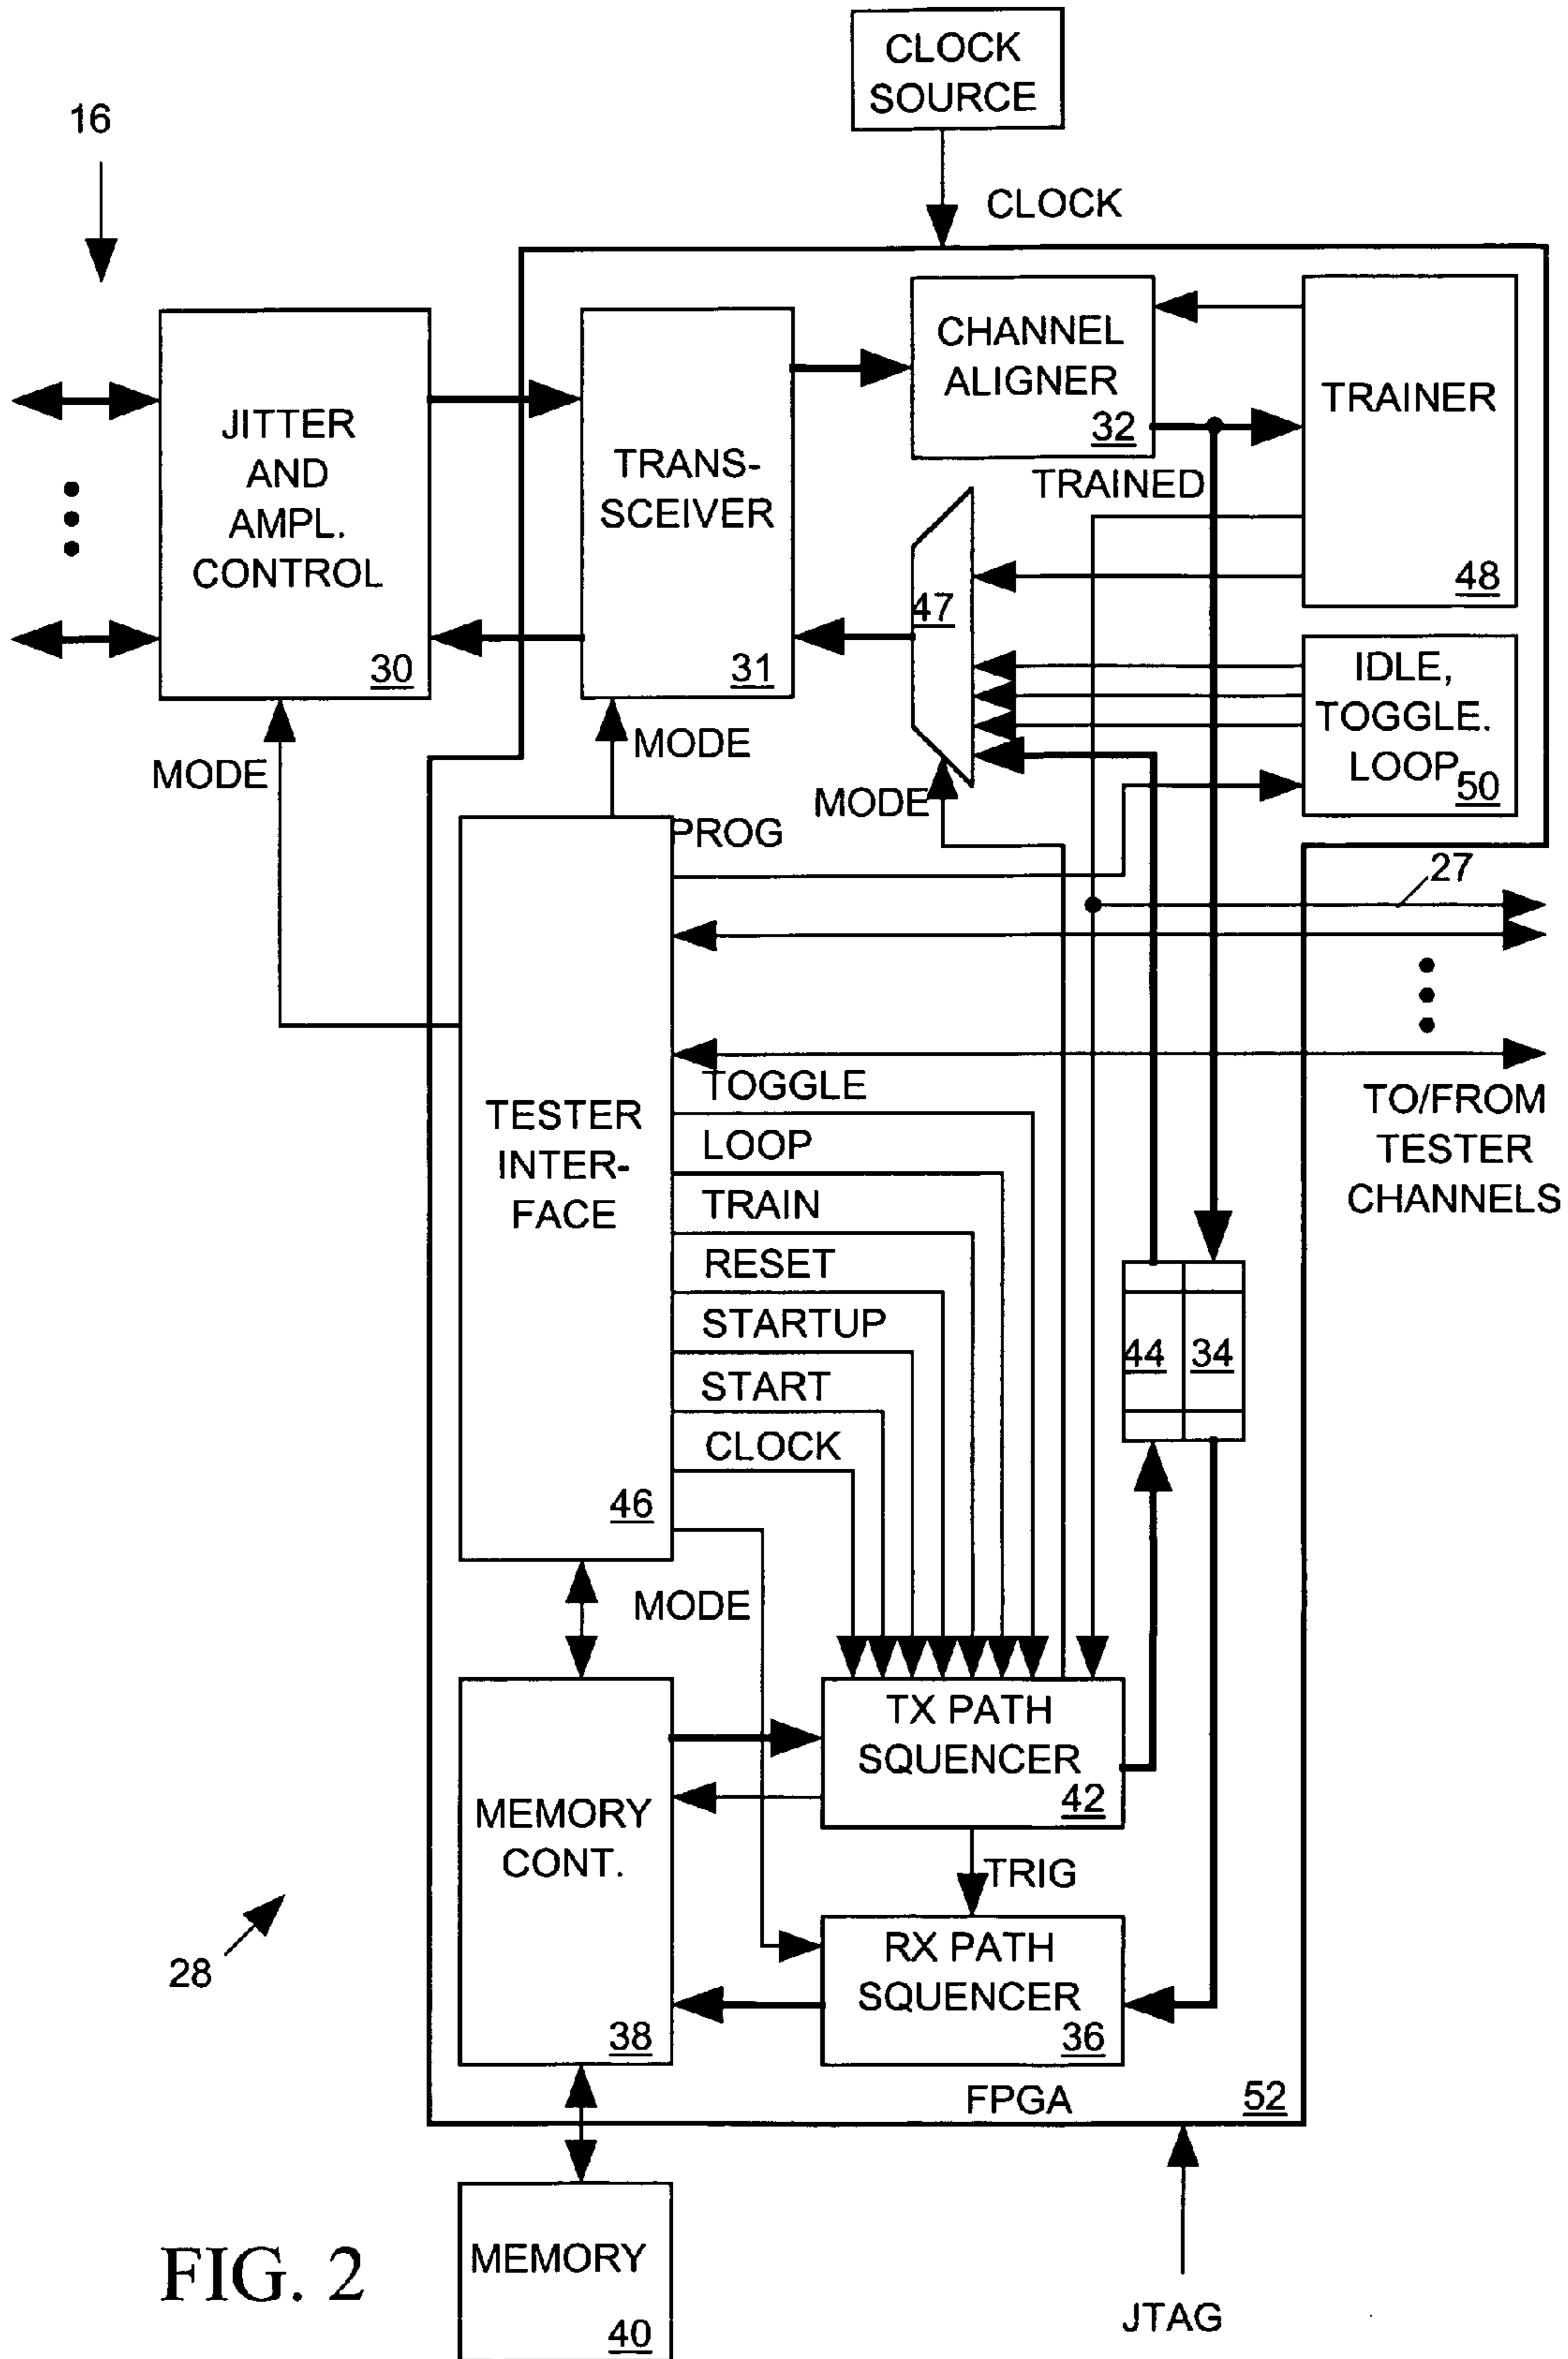 CLOCK
SOURCE
16
CLOCK
JITTER
AND
AMPL.
CONTROL
30
TRANS-
SCEIVER
31
CHANNEL
ALIGNER
32
TRAINER
48
TRAINED
47
IDLE,
TOGGLE.
LOOP
50
MODE
MODE
MODE
PROG
27
TO/FROM
TESTER
CHANNELS
TESTER
INTER-
FACE
46
TOGGLE
LOOP
TRAIN
RESET
STARTUP
START
CLOCK
44
34
MODE
TX PATH
SQUENCER
42
MEMORY
CONT.
38
TRIG
RX PATH
SQUENCER
36
28
FPGA
52
MEMORY
40
JTAG
FIG. 2